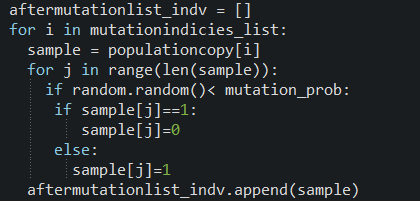 aftermutationlist_indv = []
for i in mutationindicies_list:
sample = populationcopy[i]
for j in range(len(sample)):
if random.random()< mutation_prob:
if sample[j]==1:
sample[j]=0
else:
sample[j]=1
aftermutationlist_indv.append(sample)